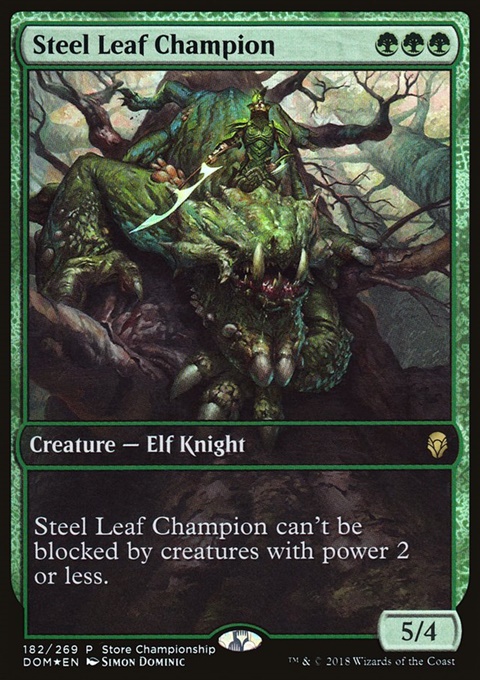 Steel Leaf Champion
Creature — Elf Knight
Steel Leaf Champion can't be
blocked by creatures with power 2
or less.
5/4
182/269 P Store Championship
DOM★EN Simon Dominic
™ & © 2018 Wizards of the Coast